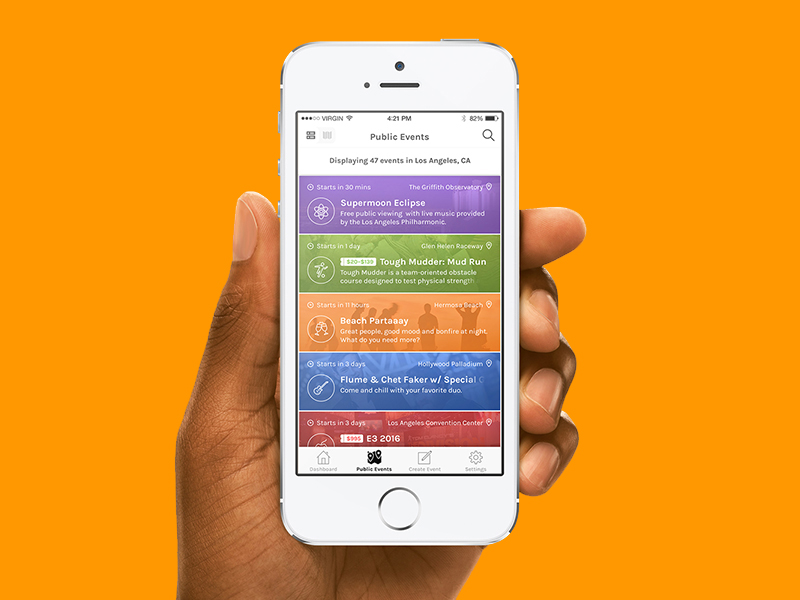 VIRGIN 4:21 PM 82%
Public Events
Displaying 47 events in Los Angeles, CA
Starts in 30 mins The Griffith Observatory
Supermoon Eclipse
Free public viewing with live music provided
by the Los Angeles Philharmonic.
Starts in 1 day Glen Helen Raceway
$20-$139 Tough Mudder: Mud Run
Tough Mudder is a team-oriented obstacle
course designed to test physical strength
Starts in 11 hours Hermosa Beach
Beach Partaaay
Great people, good mood and bonfire at night.
What do you need more?
Starts in 3 days Hollywood Palladium
Flume & Chet Faker w/ Special
Come and chill with your favorite duo.
Starts in 3 days Los Angeles Convention Center
$995 E3 2016
Dashboard Public Events Create Event Settings